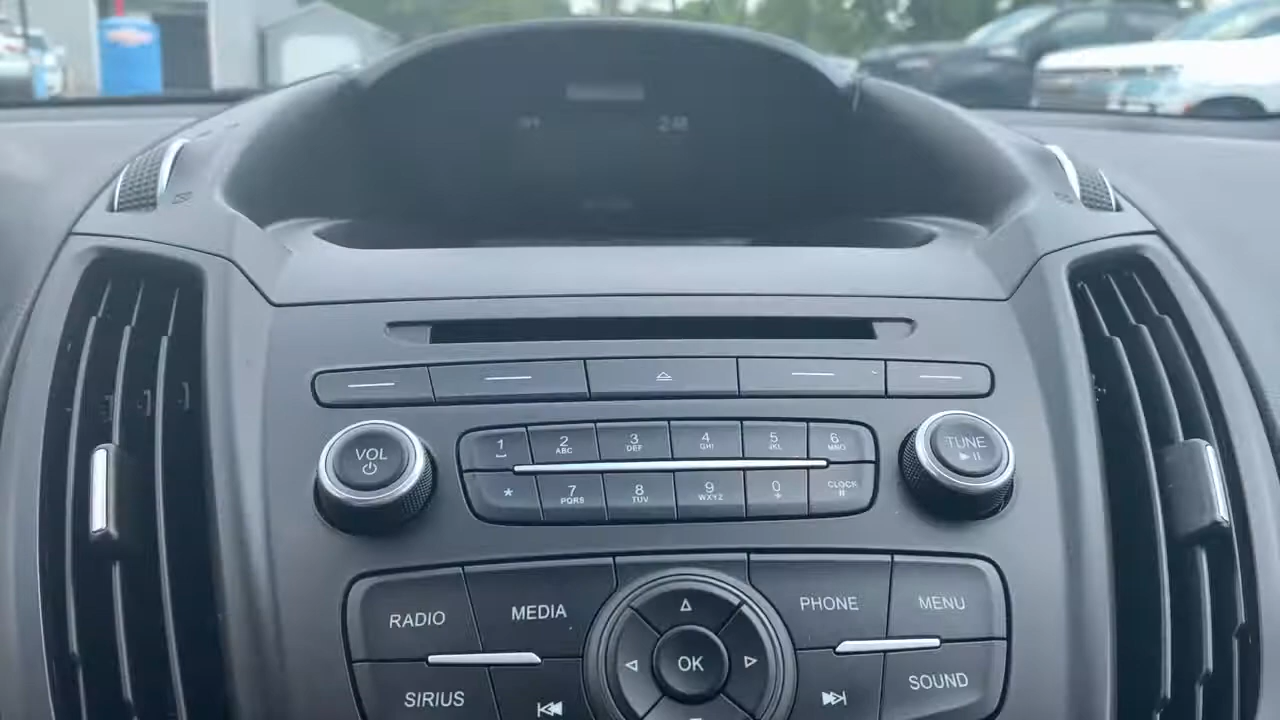 VOL
1
2
ABC
3
DEF
4
GHI
5
JKL
6
MNO
TUNE
*
7
PQRS
8
TUV
9
WXYZ
0
+
CLOCK
RADIO
MEDIA
PHONE
MENU
OK
SIRIUS
SOUND